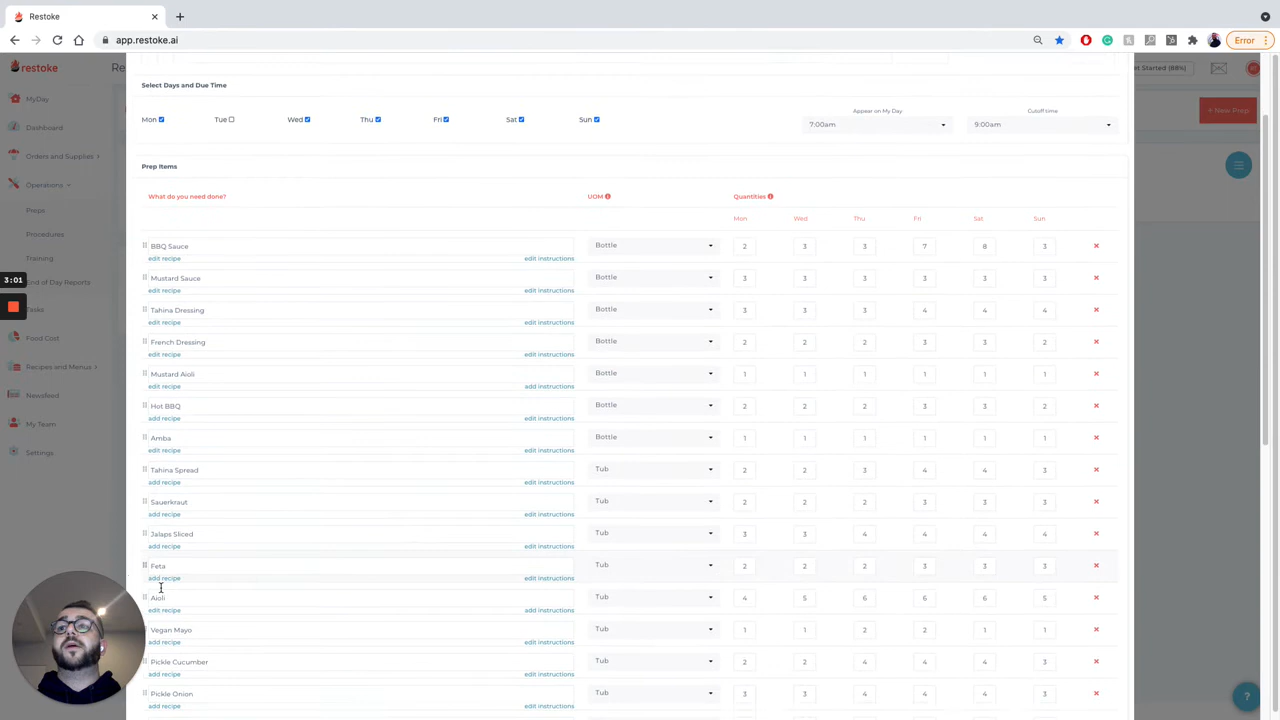 Restoke
app.restoke.ai
Error
restoke
Re
et Started (88%)
MyDay
Dashboard
Orders and Supplies
Operations
Preps
Procedures
Training
End of Day Reports
Tasks
Food Cost
Recipes and Menus
Newsfeed
My Team
Settings
3:01
+ New Prep
Select Days and Due Time
Mon Tue Wed Thu Fri Sat Sun
Appear on My Day Cutoff time
7:00am 9:00am
Prep Items
What do you need done? UOM Quantities
Mon Wed Thu Fri Sat Sun
BBQ Sauce Bottle 2 3 3 7 8 3
edit recipe edit instructions
Mustard Sauce Bottle 3 3 3 3 3 3
edit recipe edit instructions
Tahina Dressing Bottle 3 3 3 4 4 4
edit recipe edit instructions
French Dressing Bottle 2 2 2 3 3 2
edit recipe edit instructions
Mustard Aioli Bottle 1 1 1 1 1 1
edit recipe add instructions
Hot BBQ Bottle 2 2 2 3 3 2
add recipe edit instructions
Amba Bottle 1 1 1 1 1 1
edit recipe edit instructions
Tahina Spread Tub 2 2 3 4 4 3
edit recipe edit instructions
Sauerkraut Tub 2 2 2 3 3 3
add recipe edit instructions
Jalaps Sliced Tub 3 3 4 4 4 4
add recipe edit instructions
Feta Tub 2 2 2 3 3 3
add recipe edit instructions
Aioli Tub 4 5 6 6 6 5
edit recipe add instructions
Vegan Mayo Tub 1 1 2 2 1 1
add recipe edit instructions
Pickle Cucumber Tub 2 2 4 4 4 3
edit recipe edit instructions
Pickle Onion Tub 3 3 4 4 4 3
edit recipe edit instructions
?